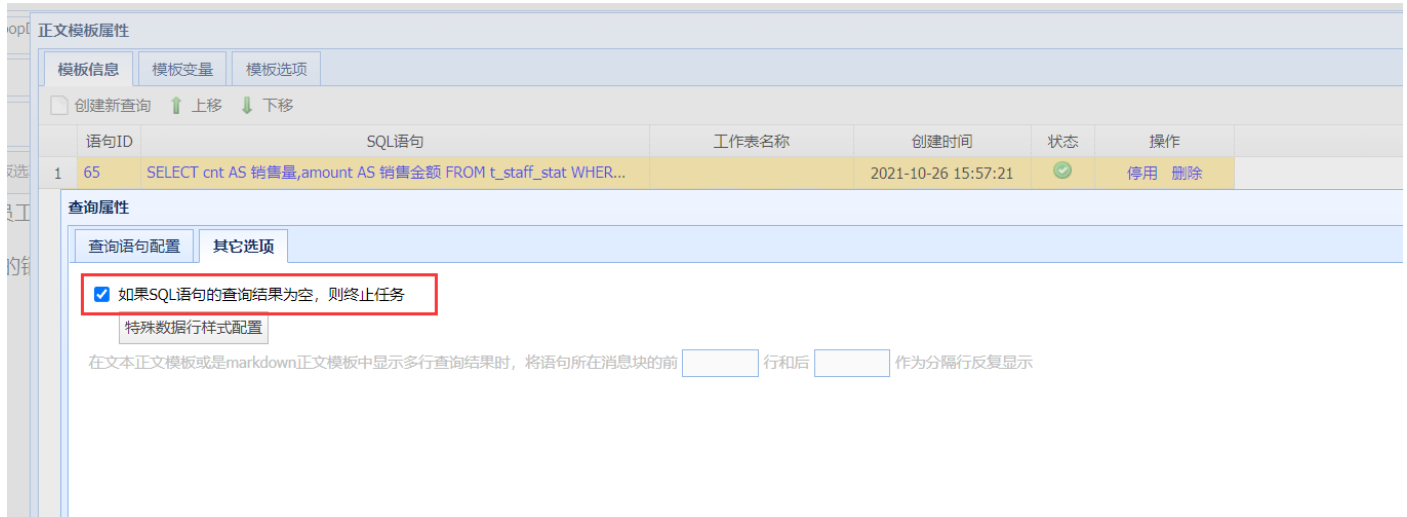 正文模板属性
模板信息 模板变量 模板选项
创建新查询 上移 下移
语句ID SQL语句 工作表名称 创建时间 状态 操作
1 65 SELECT cnt AS 销售量,amount AS 销售金额 FROM t_staff_stat WHER... 2021-10-26 15:57:21 停用 删除
查询属性
查询语句配置 其它选项
如果SQL语句的查询结果为空，则终止任务
特殊数据行样式配置
在文本正文模板或是markdown正文模板中显示多行查询结果时，将语句所在消息块的前 行和后 作为分隔行反复显示